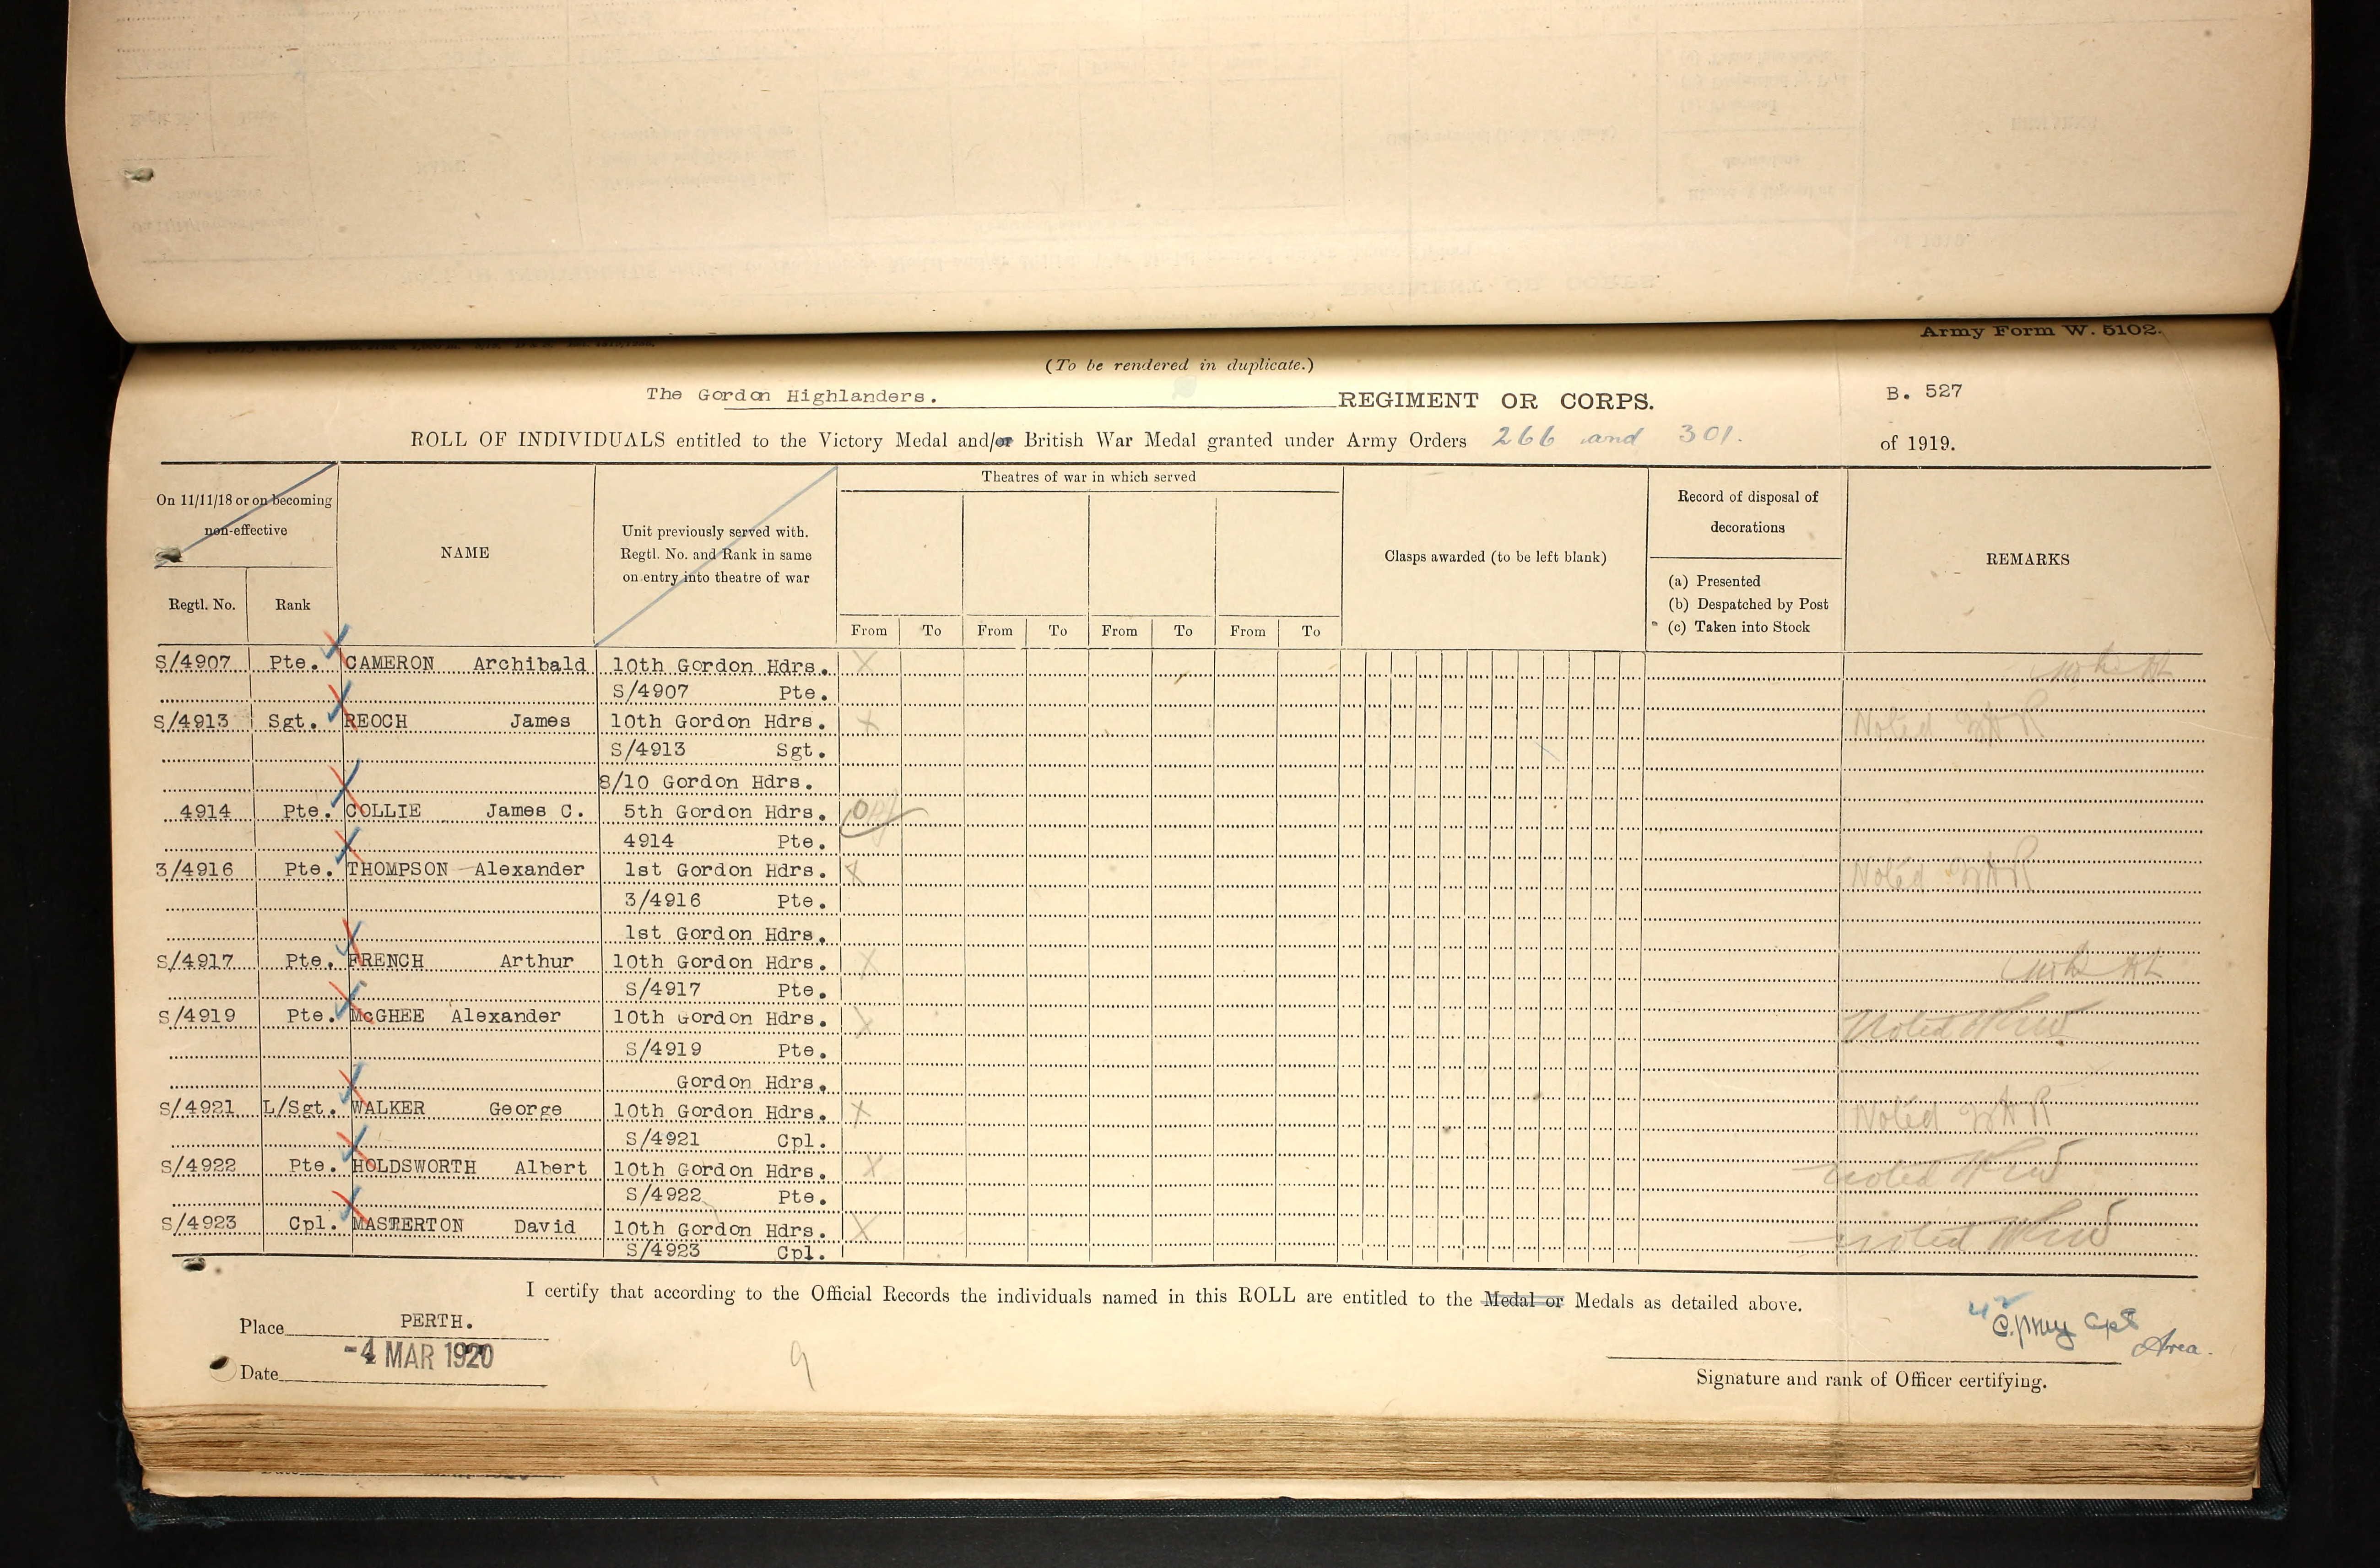 Army Form W. 5102.
(To be rendered in duplicate.)
The Gordon Highlanders. REGIMENT OR CORPS. B. 527
ROLL OF INDIVIDUALS entitled to the Victory Medal and/or British War Medal granted under Army Orders 266 and 301. of 1919.
On 11/11/18 or on becoming non-effective
Regtl. No.
Rank
NAME
Unit previously served with.
Regtl. No. and Rank in same
on entry into theatre of war
Theatres of war in which served
From To From To From To From To
Clasps awarded (to be left blank)
Record of disposal of
decorations
(a) Presented
(b) Despatched by Post
(c) Taken into Stock
REMARKS
S/4907 Pte. CAMERON Archibald 10th Gordon Hdrs. X
S/4907 Pte.
S/4913 Sgt. REOCH James 10th Gordon Hdrs. X Noted
S/4913 Sgt.
8/10 Gordon Hdrs.
4914 Pte. COLLIE James C. 5th Gordon Hdrs.
4914 Pte.
3/4916 Pte. THOMPSON Alexander 1st Gordon Hdrs. X Noted
3/4916 Pte.
1st Gordon Hdrs.
S/4917 Pte. FRENCH Arthur 10th Gordon Hdrs. X
S/4917 Pte.
S/4919 Pte. McGHEE Alexander 10th Gordon Hdrs. X Noted
S/4919 Pte.
Gordon Hdrs.
S/4921 L/Sgt. WALKER George 10th Gordon Hdrs. X Noted
S/4921 Cpl.
S/4922 Pte. HOLDSWORTH Albert 10th Gordon Hdrs. X noted
S/4922 Pte.
S/4923 Cpl. MASTERTON David 10th Gordon Hdrs. X noted
S/4923 Cpl.
I certify that according to the Official Records the individuals named in this ROLL are entitled to the Medal or Medals as detailed above.
Place PERTH.
Date -4 MAR 1920
9
Area.
Signature and rank of Officer certifying.